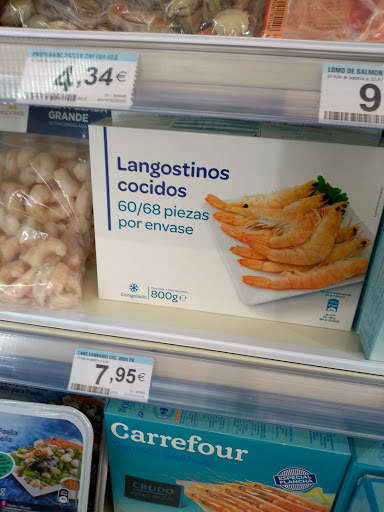 4,34€
LOMO DE SALMON
9
GRANDE
Langostinos
cocidos
60/68 piezas
por envase
Congelado
800g e
7,95€
Paella
Carrefour
CRUDO
ESPECIAL
PLANCHA